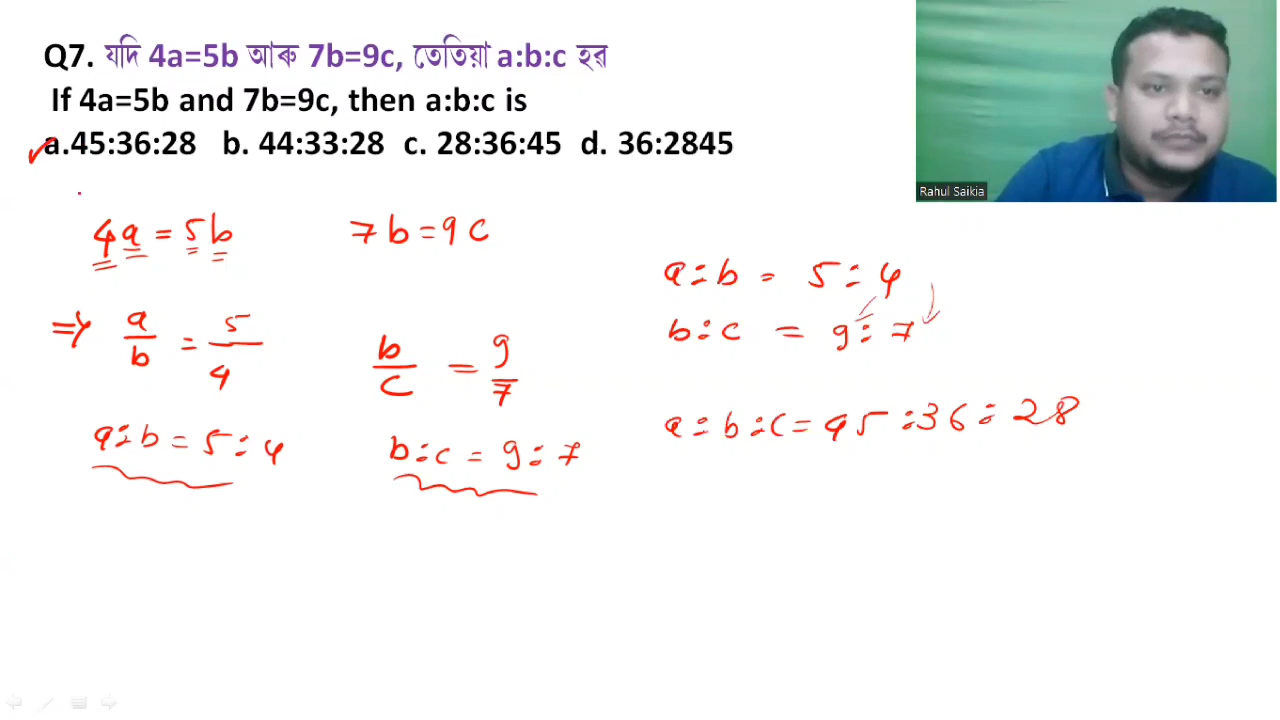 Q7. যদি 4a=5b আৰু 7b=9c, তেতিয়া a:b:c হব
If 4a=5b and 7b=9c, then a:b:c is
a.45:36:28 b. 44:33:28 c. 28:36:45 d. 36:2845
Rahul Saikia
4a = 5b
7b = 9c
=> a/b = 5/4
b/c = 9/7
a:b = 5:4
b:c = 9:7
a:b = 5:4
b:c = 9:7
a:b:c = 45:36:28